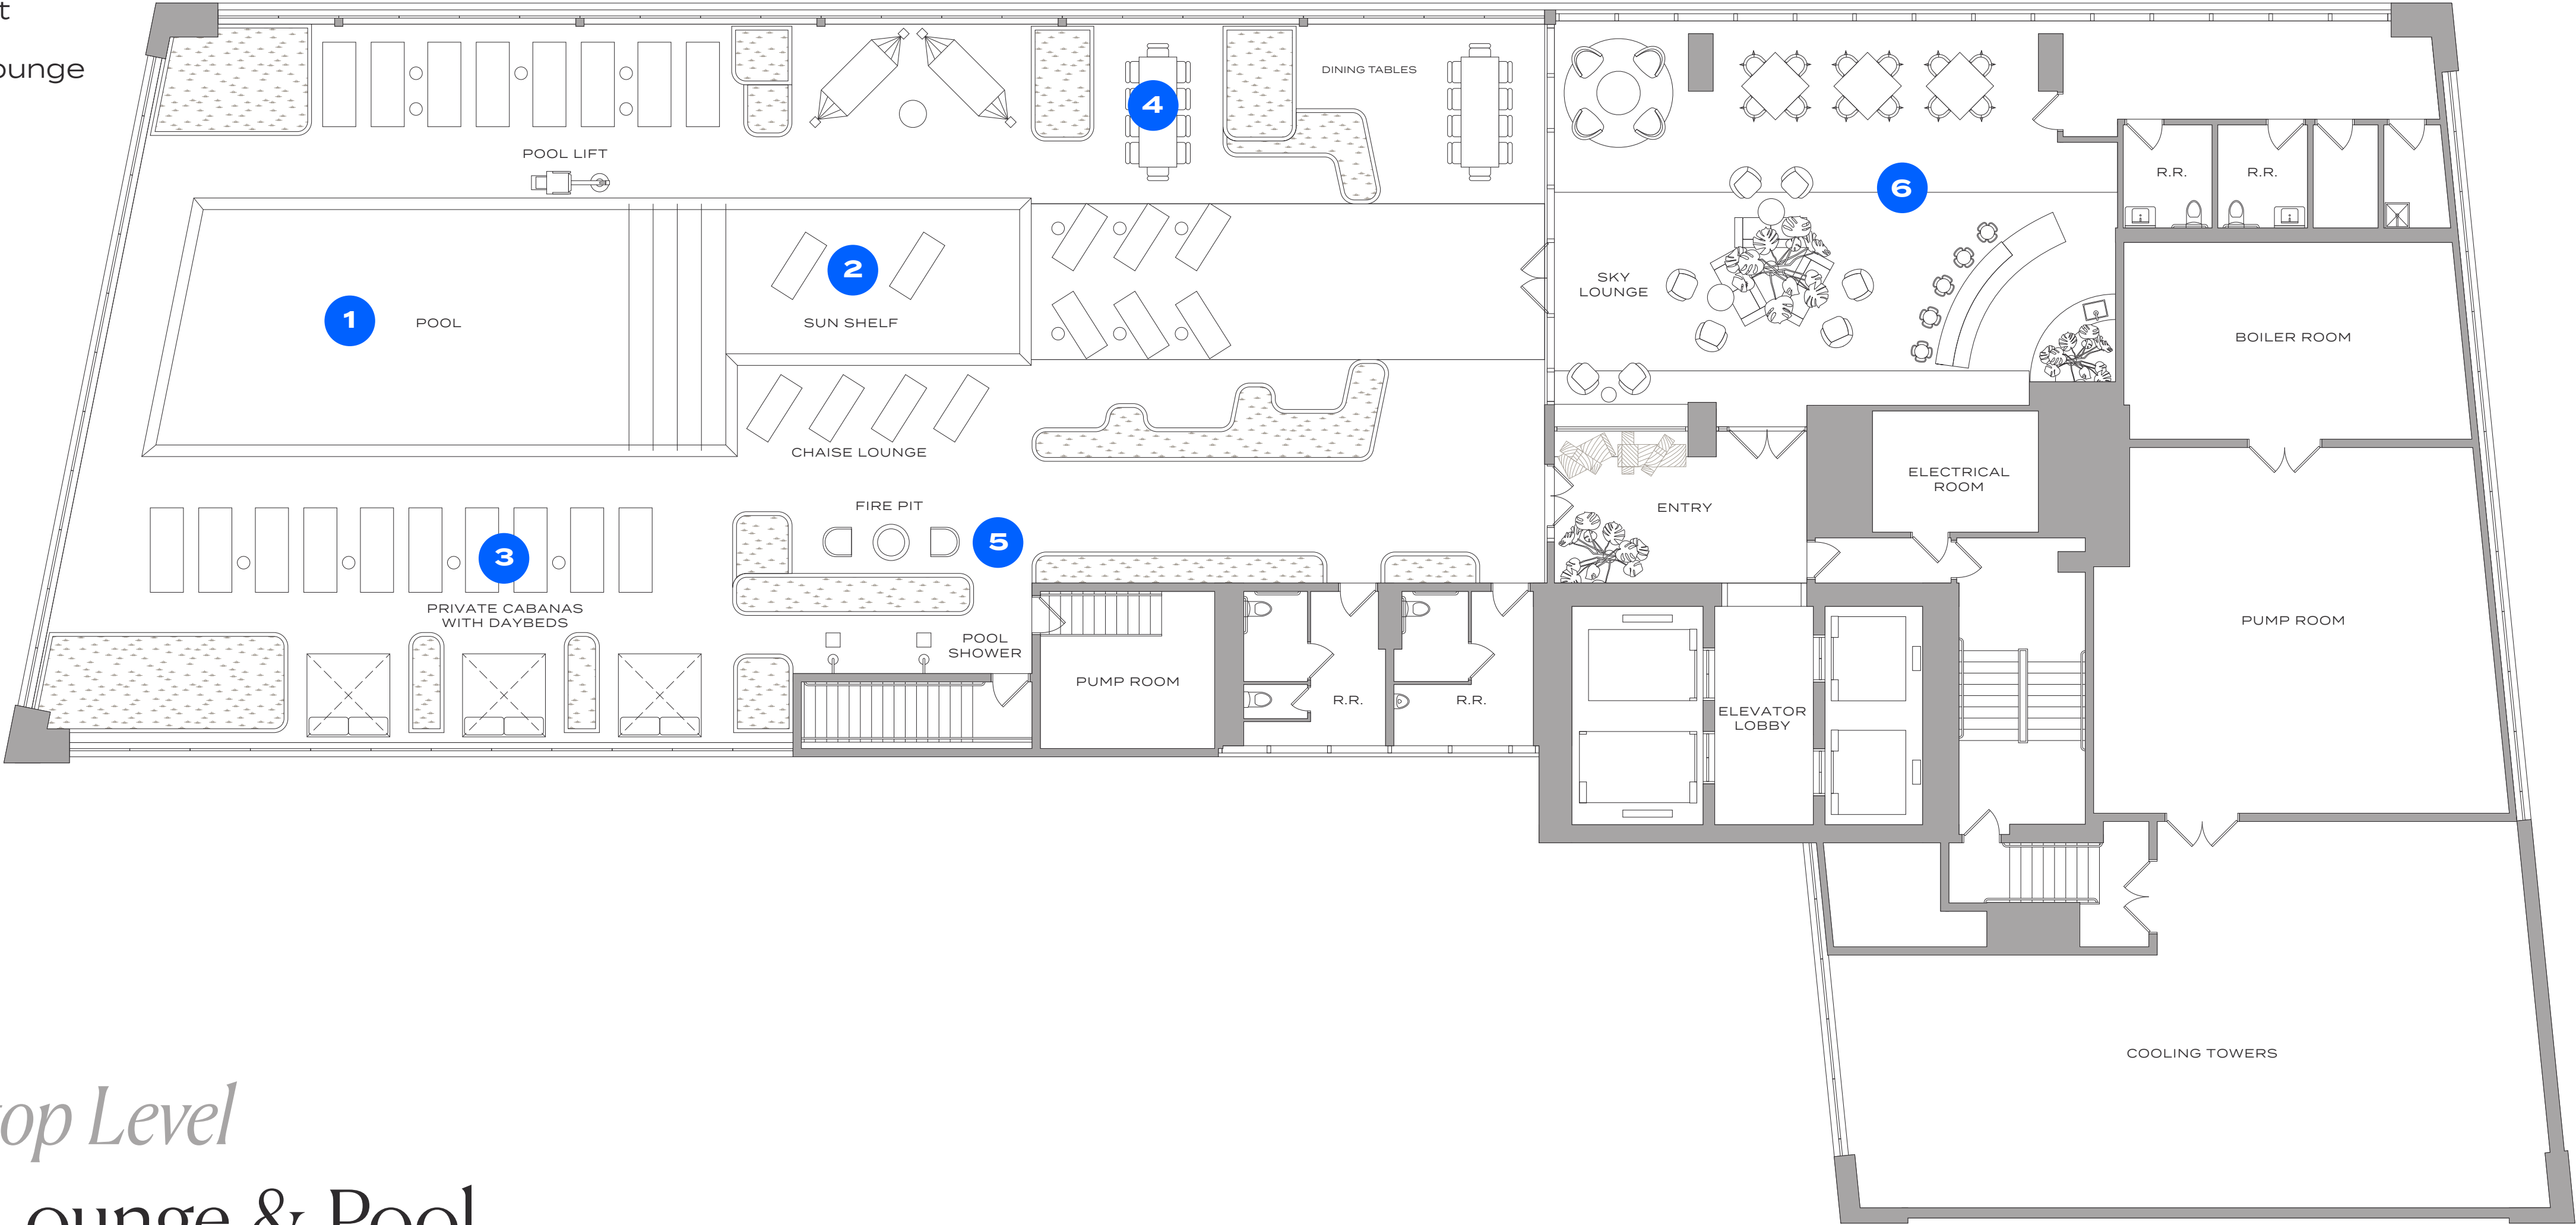 t
ounge
DINING TABLES
4
POOL LIFT
R.R.
R.R.
6
2
SKY
LOUNGE
1
POOL
SUN SHELF
BOILER ROOM
CHAISE LOUNGE
ELECTRICAL
ROOM
FIRE PIT
ENTRY
5
3
PRIVATE CABANAS
WITH DAYBEDS
PUMP ROOM
POOL
SHOWER
PUMP ROOM
R.R.
R.R.
ELEVATOR
LOBBY
COOLING TOWERS
op Level
ounge & Pool